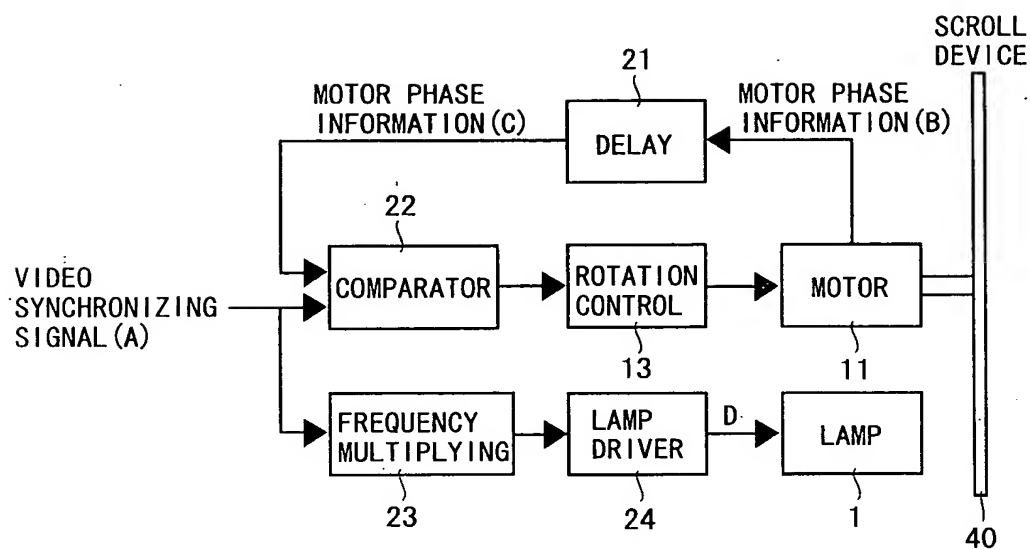 SCROLL
DEVICE
21
MOTOR PHASE
INFORMATION(C)
DELAY
MOTOR PHASE
INFORMATION(B)
22
VIDEO
SYNCHRONIZING
SIGNAL(A)
COMPARATOR
ROTATION
CONTROL
MOTOR
13
11
FREQUENCY
MULTIPLYING
LAMP
DRIVER
D
LAMP
23
24
1
40